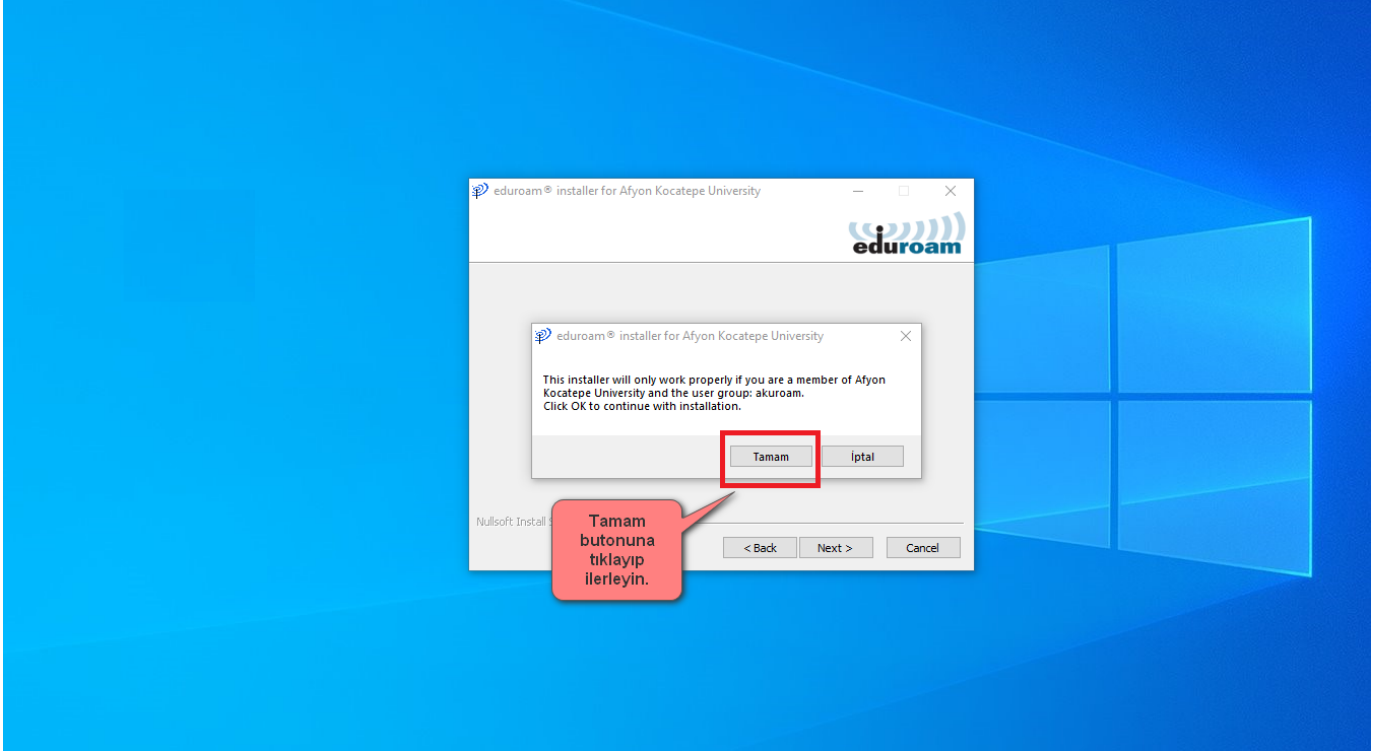 eduroam® installer for Afyon Kocatepe University
eduroam
eduroam® installer for Afyon Kocatepe University
This installer will only work properly if you are a member of Afyon
Kocatepe University and the user group: akuroam.
Click OK to continue with installation.
Tamam
İptal
Nullsoft Install
Tamam
butonuna
tıklayıp
ilerleyin.
< Back
Next >
Cancel